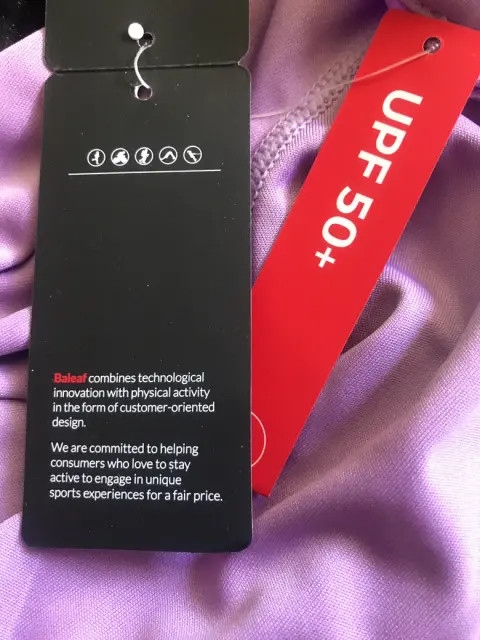 Baleaf combines technological
innovation with physical activity
in the form of customer-oriented
design.
We are committed to helping
consumers who love to stay
active to engage in unique
sports experiences for a fair price.
UPF 50+